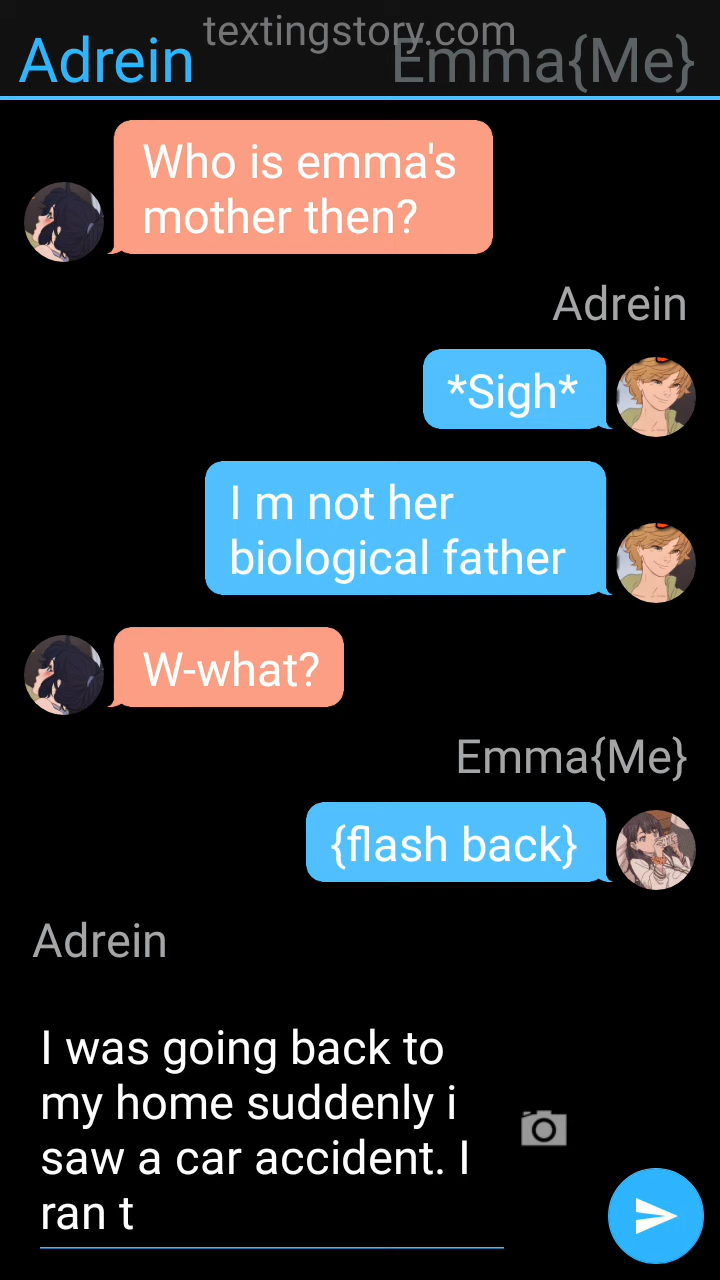 textingstory.com
Adrein
Emma{Me}
Who is emma's
mother then?
Adrein
*Sigh*
I m not her
biological father
W-what?
Emma{Me}
{flash back}
Adrein
I was going back to
my home suddenly i
saw a car accident. I
ran t